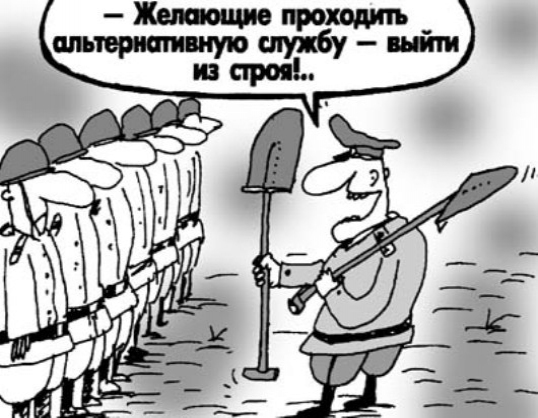 — Желающие проходить
альтернативную службу — выйти
из строя!..